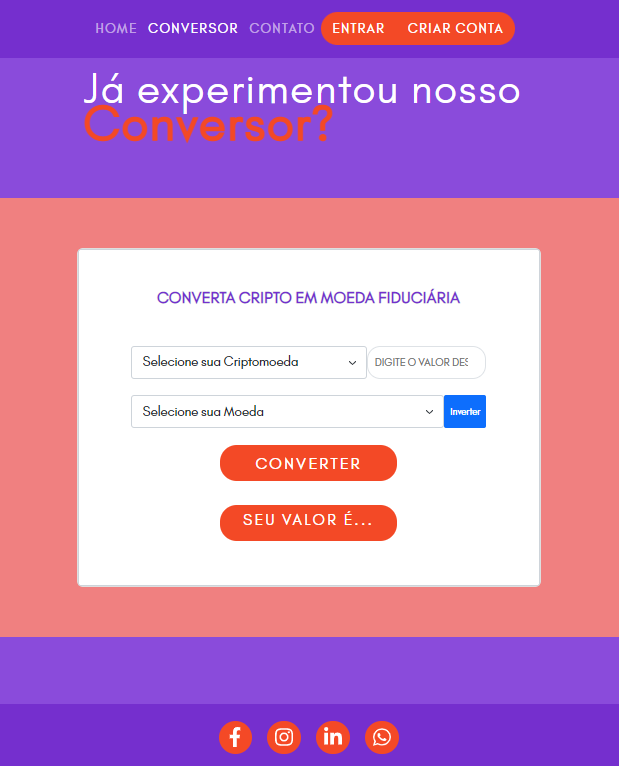 HOME CONVERSOR CONTATO ENTRAR CRIAR CONTA
Já experimentou nosso
Conversor?
CONVERTA CRIPTO EM MOEDA FIDUCIÁRIA
Selecione sua Criptomoeda DIGITE O VALOR DES
Selecione sua Moeda Inverter
CONVERTER
SEU VALOR É...